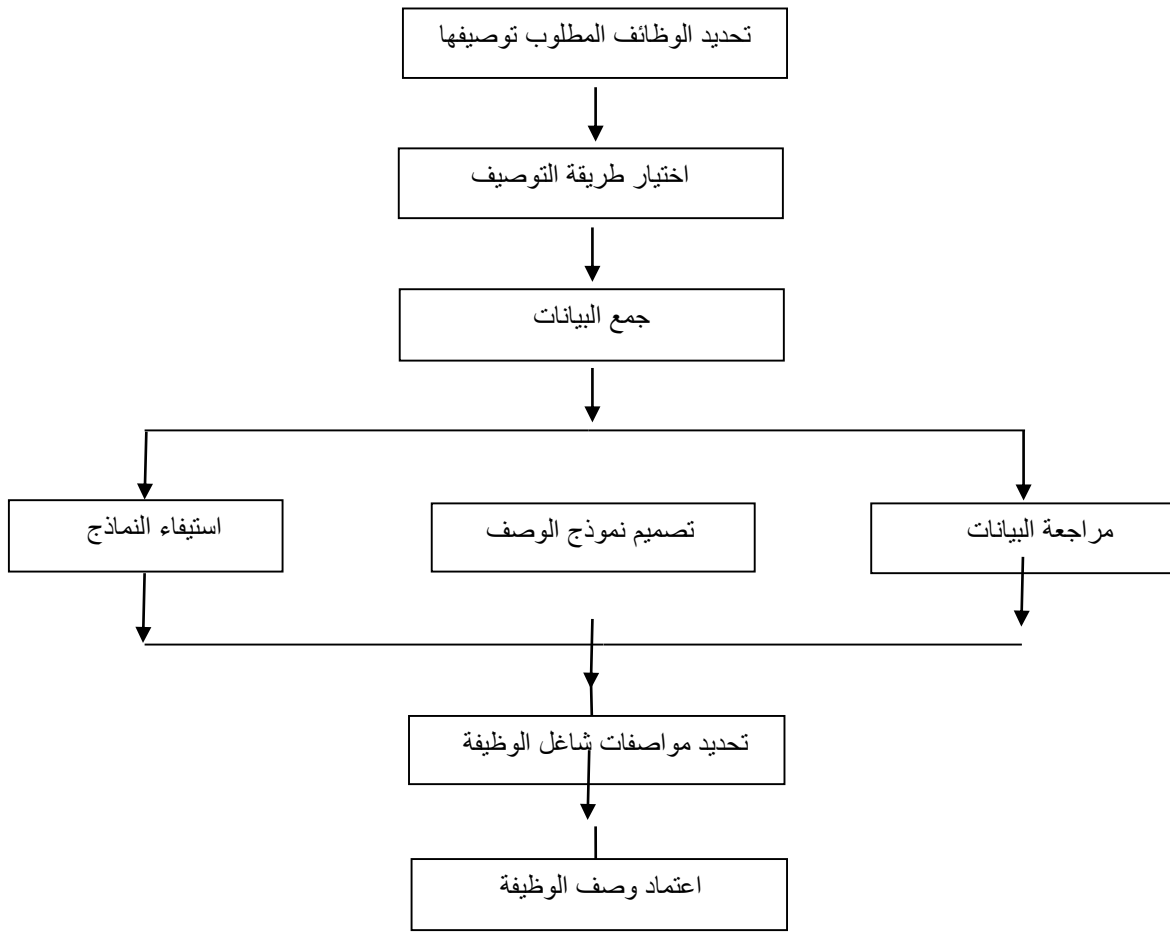 تحديد الوظائف المطلوب توصيفها
اختيار طريقة التوصيف
جمع البيانات
مراجعة البيانات
تصميم نموذج الوصف
استيفاء النماذج
تحديد مواصفات شاغل الوظيفة
اعتماد وصف الوظيفة